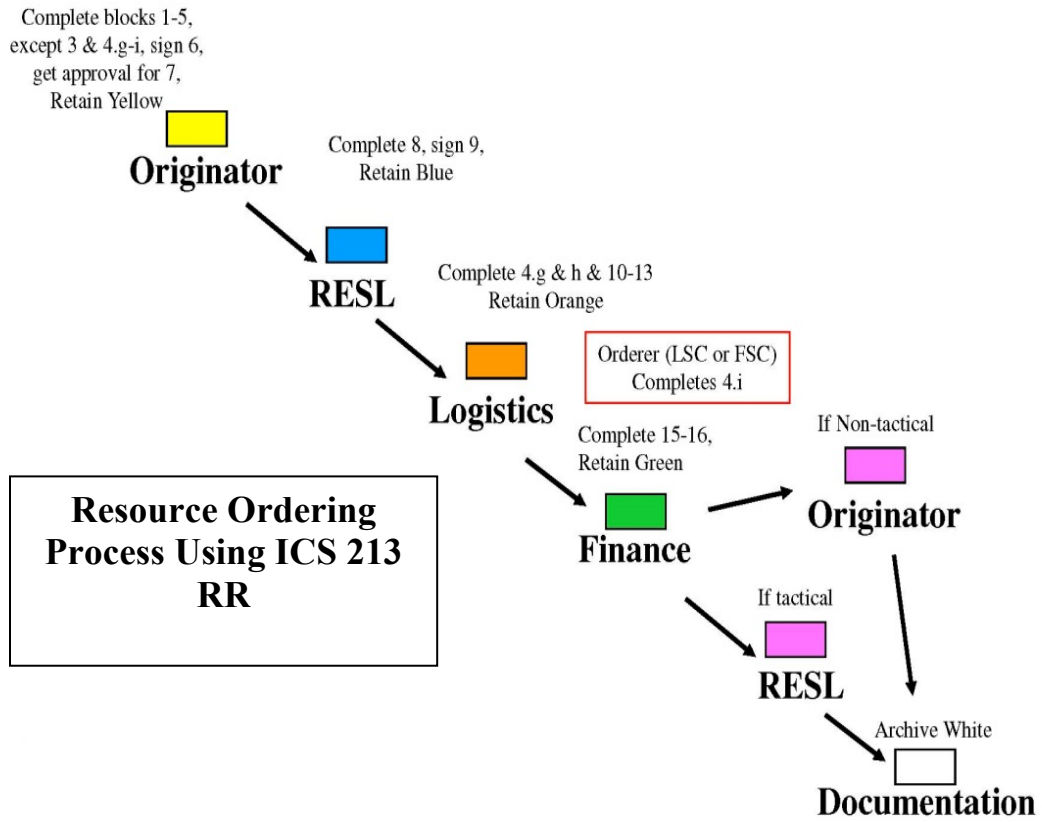 Complete blocks 1-5,
except 3 & 4.g-i, sign 6,
get approval for 7,
Retain Yellow
Originator
Complete 8, sign 9,
Retain Blue
RESL
Complete 4.g & h & 10-13
Retain Orange
Logistics
Orderer (LSC or FSC)
Completes 4.i
Complete 15-16,
Retain Green
Finance
If Non-tactical
Originator
If tactical
RESL
Archive White
Documentation
Resource Ordering
Process Using ICS 213
RR